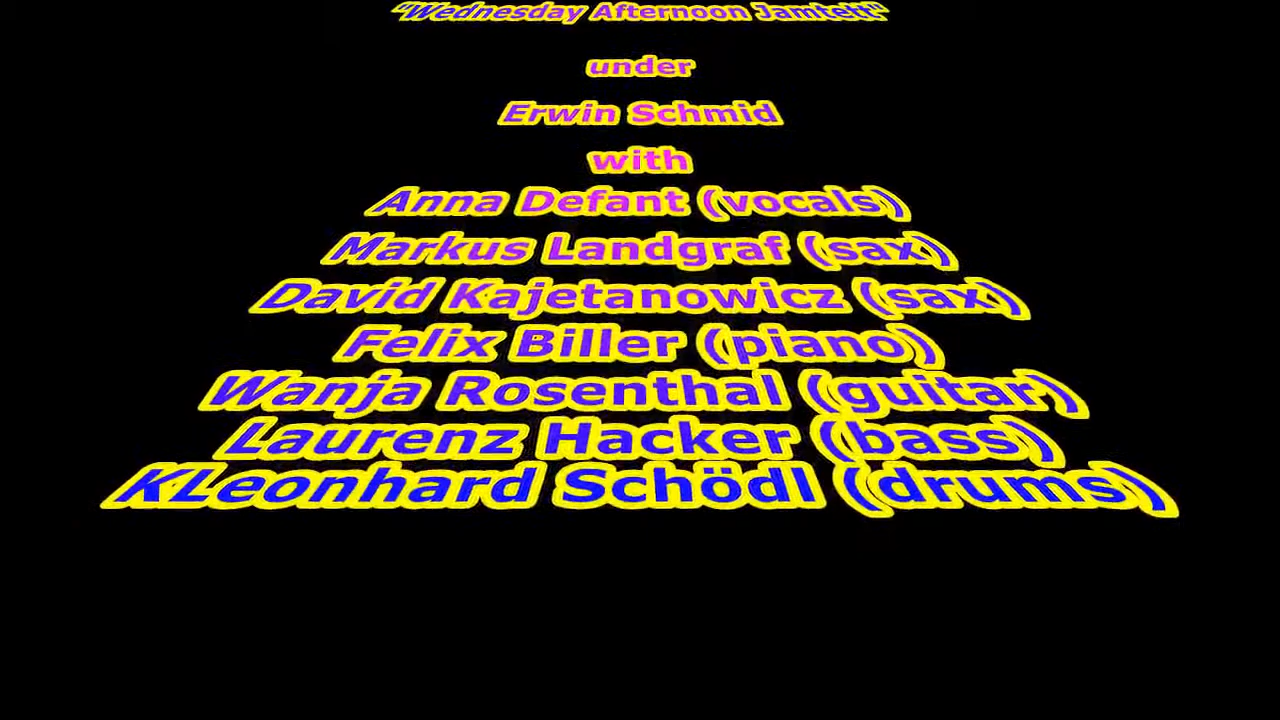 "Wednesday Afternoon Jamtett"
under
Erwin Schmid
with
Anna Defant (vocals)
Markus Landgraf (sax)
David Kajetanowicz (sax)
Felix Biller (piano)
Wanja Rosenthal (guitar)
Laurenz Hacker (bass)
KLeonhard Schödl (drums)